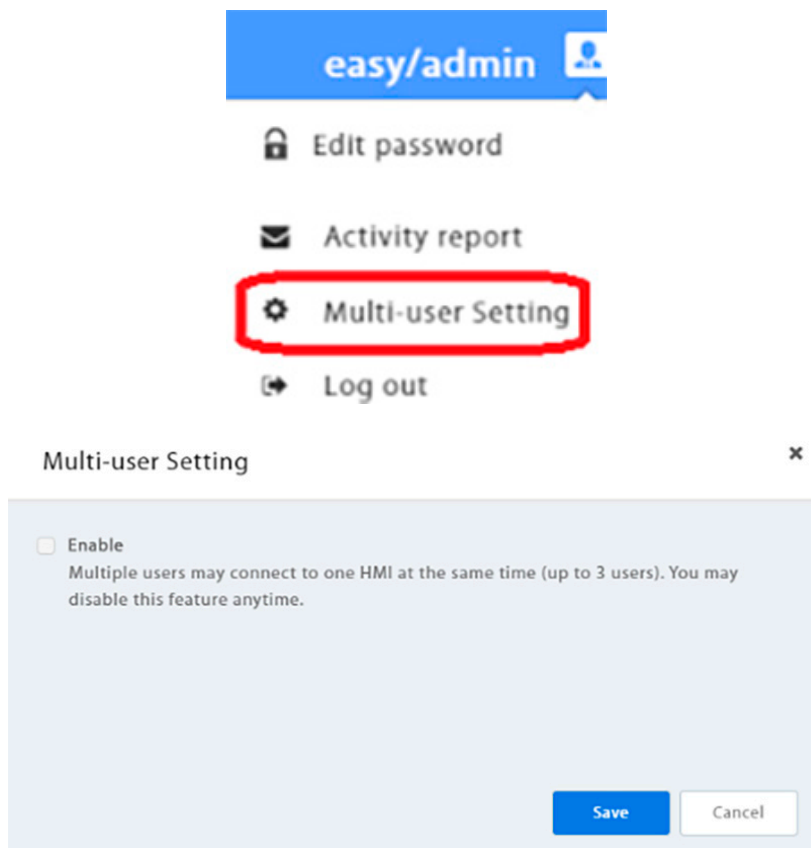 easy/admin
Edit password
Activity report
Multi-user Setting
Log out
Multi-user Setting
Enable
Multiple users may connect to one HMI at the same time (up to 3 users). You may
disable this feature anytime.
Save Cancel